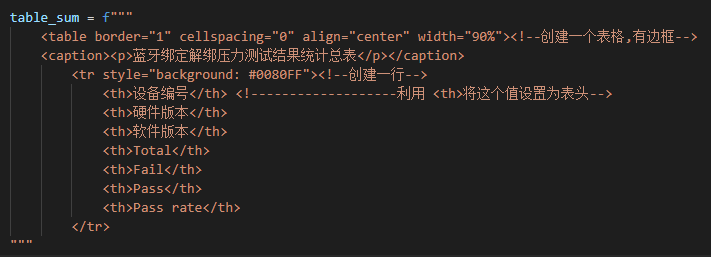 table_sum = f"""
<table border="1" cellspacing="0" align="center" width="90%"><!--创建一个表格,有边框-->
<caption><p>蓝牙绑定解绑压力测试结果统计总表</p></caption>
<tr style="background: #0080FF"><!--创建一行-->
<th>设备编号</th> <!-------------------利用 <th>将这个值设置为表头-->
<th>硬件版本</th>
<th>软件版本</th>
<th>Total</th>
<th>Fail</th>
<th>Pass</th>
<th>Pass rate</th>
</tr>
"""